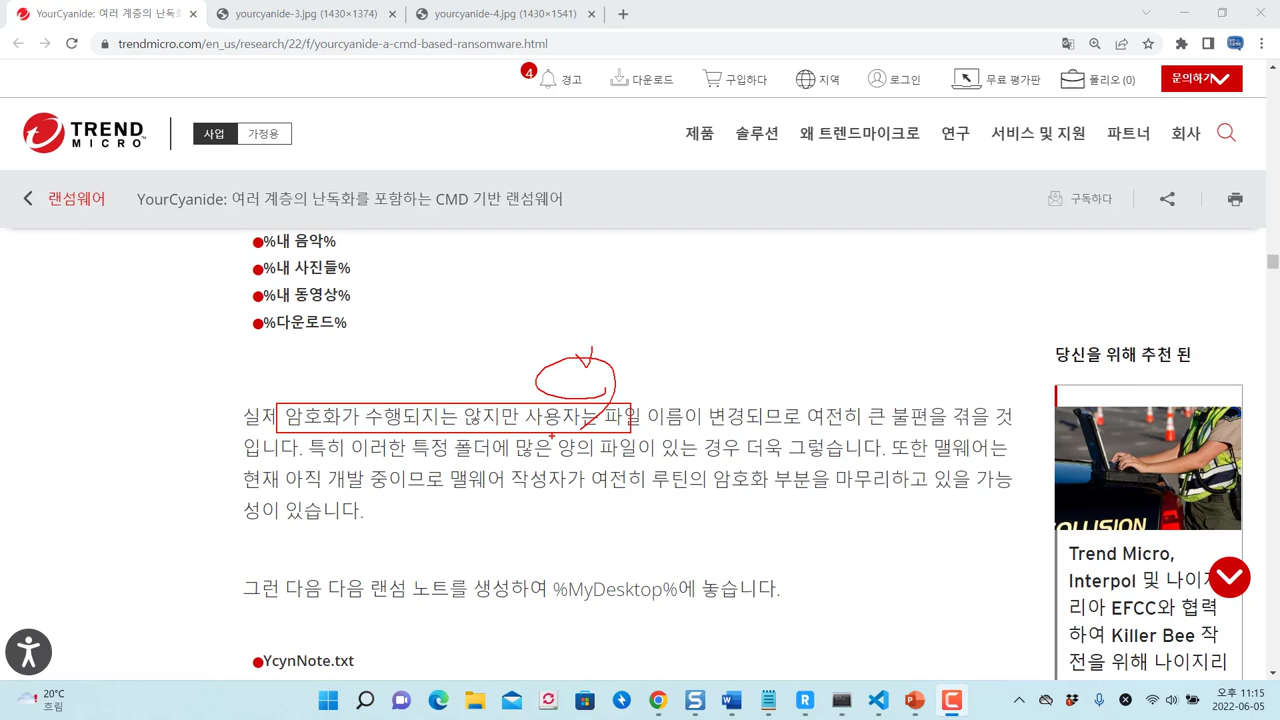 YourCyanide: 여러 계층의 난독화
yourcyanide-3.jpg (1430×1374)
yourcyanide-4.jpg (1430×1541)
trendmicro.com/en_us/research/22/f/yourcyanide-a-cmd-based-ransomware.html
4 경고 다운로드 구입하다 지역 로그인 무료 평가판 폴리오 (0) 문의하기
TREND MICRO 사업 가정용 제품 솔루션 왜 트렌드마이크로 연구 서비스 및 지원 파트너 회사
랜섬웨어 YourCyanide: 여러 계층의 난독화를 포함하는 CMD 기반 랜섬웨어 구독하다
%내 음악%
%내 사진들%
%내 동영상%
%다운로드%
실제 암호화가 수행되지는 않지만 사용자는 파일 이름이 변경되므로 여전히 큰 불편을 겪을 것
입니다. 특히 이러한 특정 폴더에 많은 양의 파일이 있는 경우 더욱 그렇습니다. 또한 맬웨어는
현재 아직 개발 중이므로 맬웨어 작성자가 여전히 루틴의 암호화 부분을 마무리하고 있을 가능
성이 있습니다.
그런 다음 다음 랜섬 노트를 생성하여 %MyDesktop%에 놓습니다.
YcynNote.txt
당신을 위해 추천 된
COLLISION
Trend Micro,
Interpol 및 나이지
리아 EFCC와 협력
하여 Killer Bee 작
전을 위해 나이지리
20°C
흐림
오후 11:15
2022-06-05